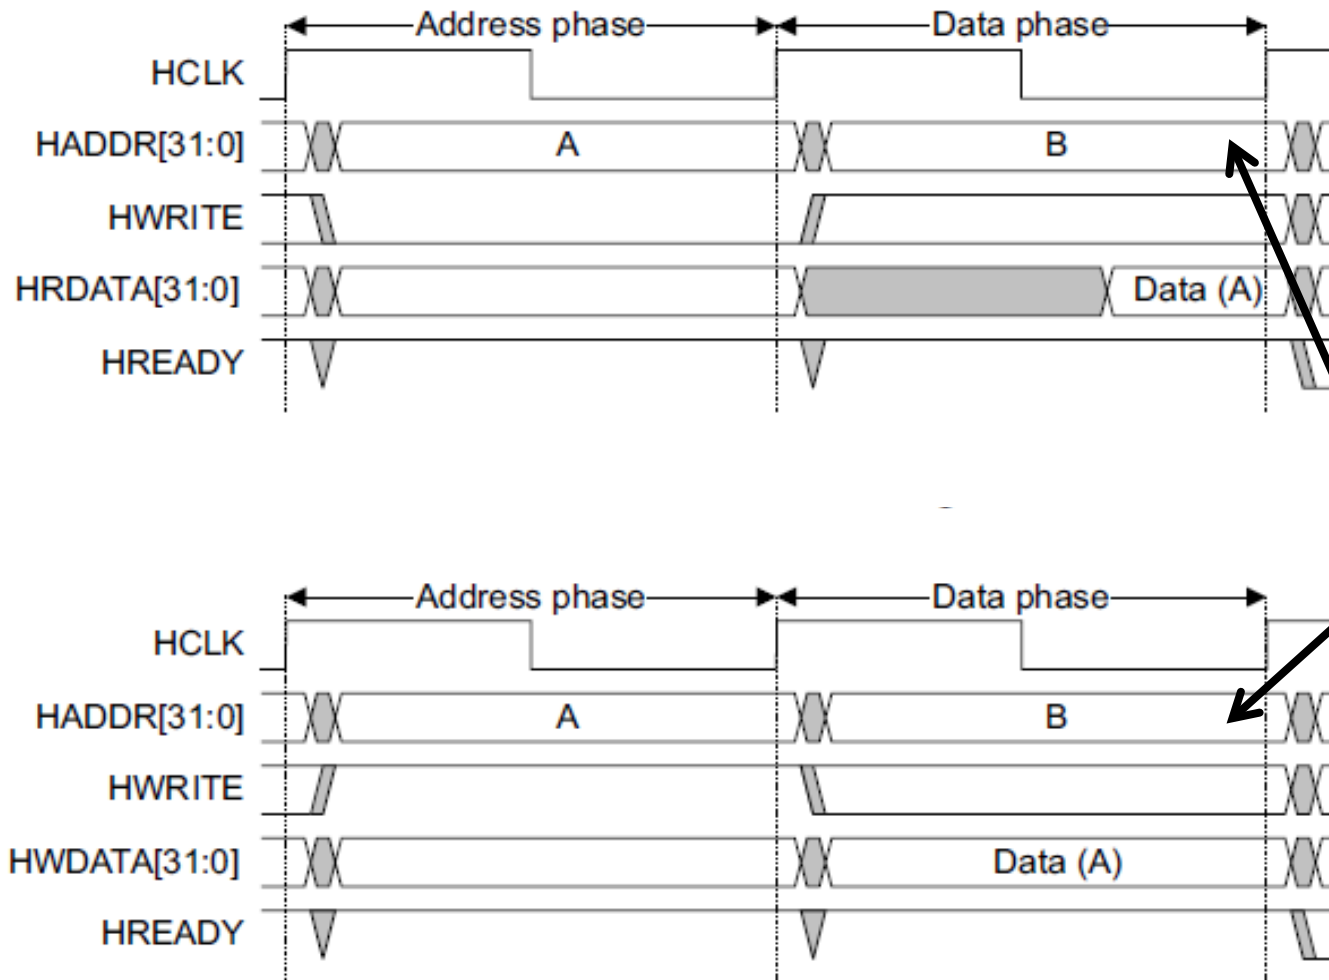 Address phase Data phase
HCLK
HADDR[31:0] A B
HWRITE
HRDATA[31:0] Data (A)
HREADY
Address phase Data phase
HCLK
HADDR[31:0] A B
HWRITE
HWDATA[31:0] Data (A)
HREADY